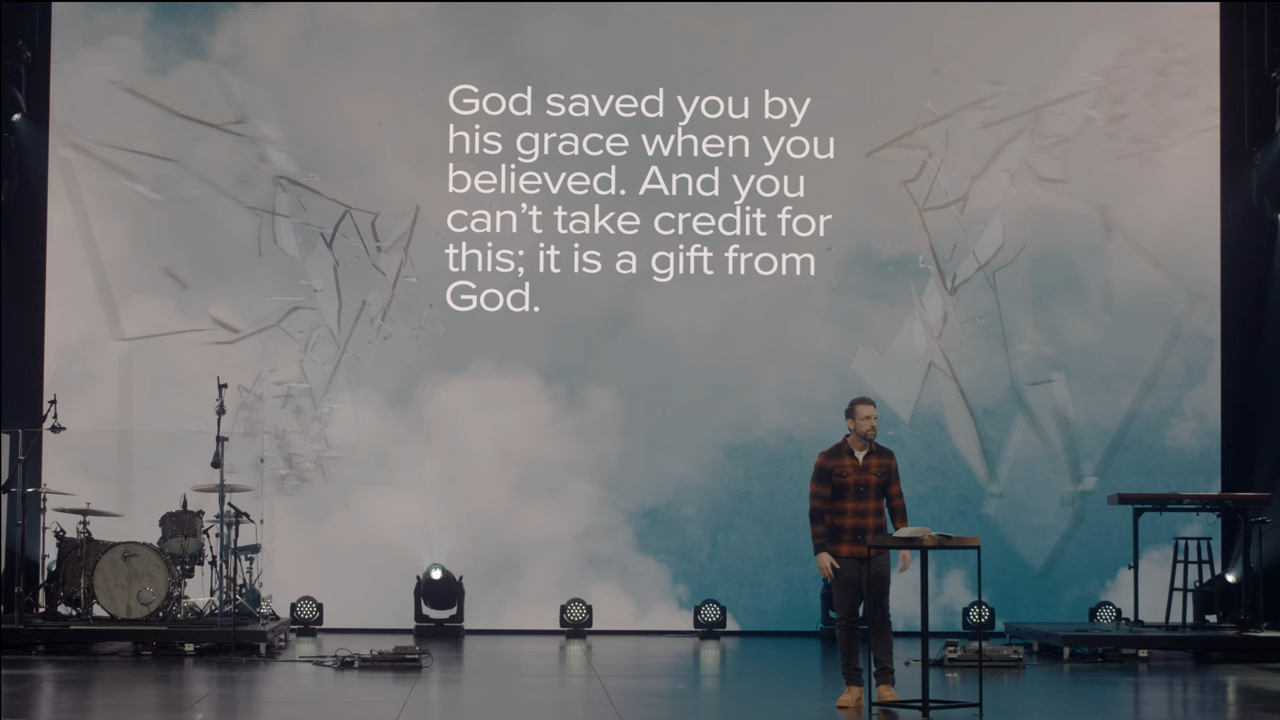 God saved you by
his grace when you
believed. And you
can’t take credit for
this; it is a gift from
God.